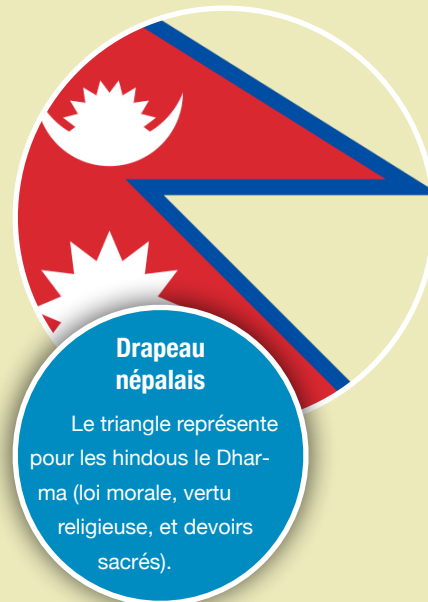 Drapeau
népalais
Le triangle représente
pour les hindous le Dhar-
ma (loi morale, vertu
religieuse, et devoirs
sacrés).